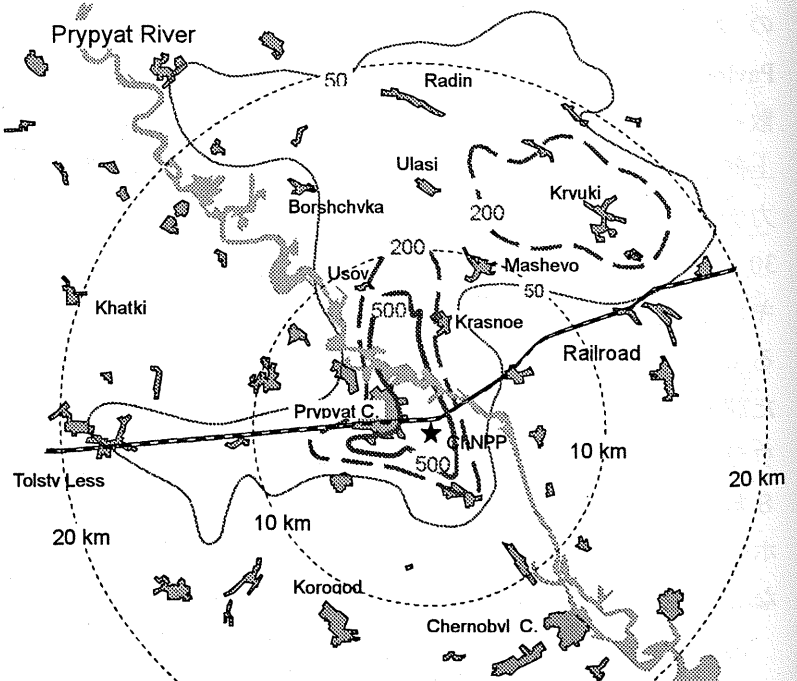 Prypyat River
50
Radin
Ulasi
Krvuki
200
Borshchvka
200
Mashevo
Usov
50
Khatki
500
Krasnoe
Railroad
Prvpvat C.
ChNPP
10 km
500
20 km
Tolstv Less
10 km
20 km
Korogod
Chernobvl C.